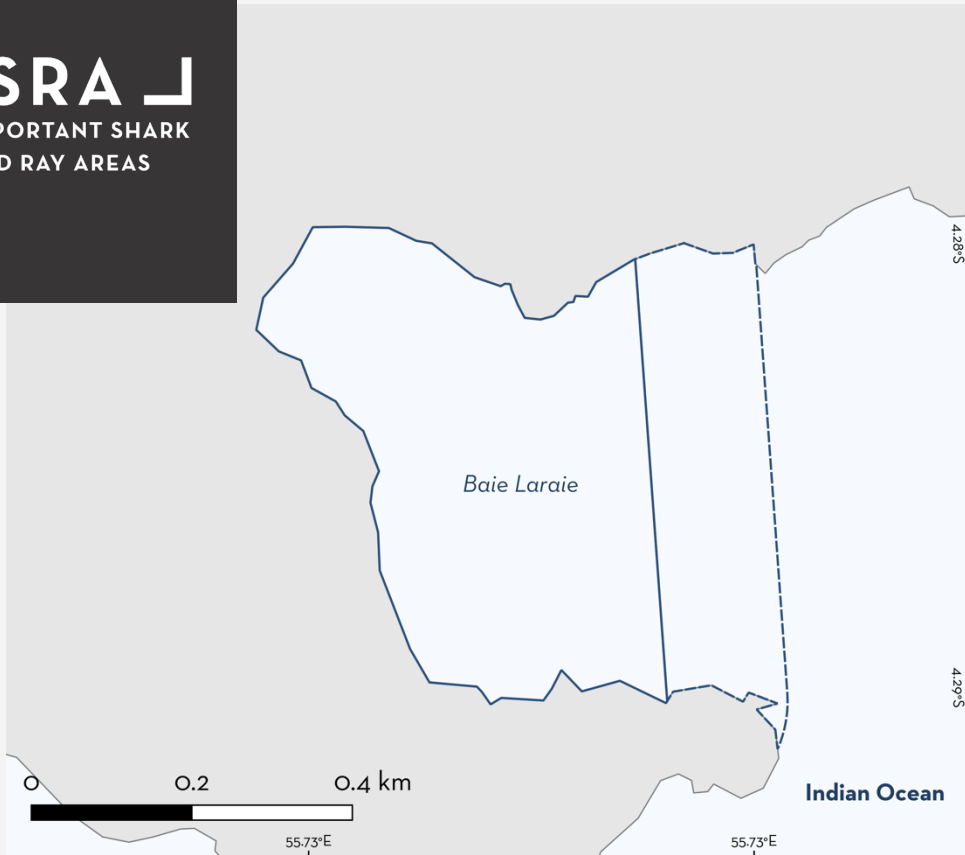 SRA
PORTANT SHARK
D RAY AREAS
4.28°S
Baie Laraie
4.29°S
0 0.2 0.4 km
Indian Ocean
55.73°E 55.73°E